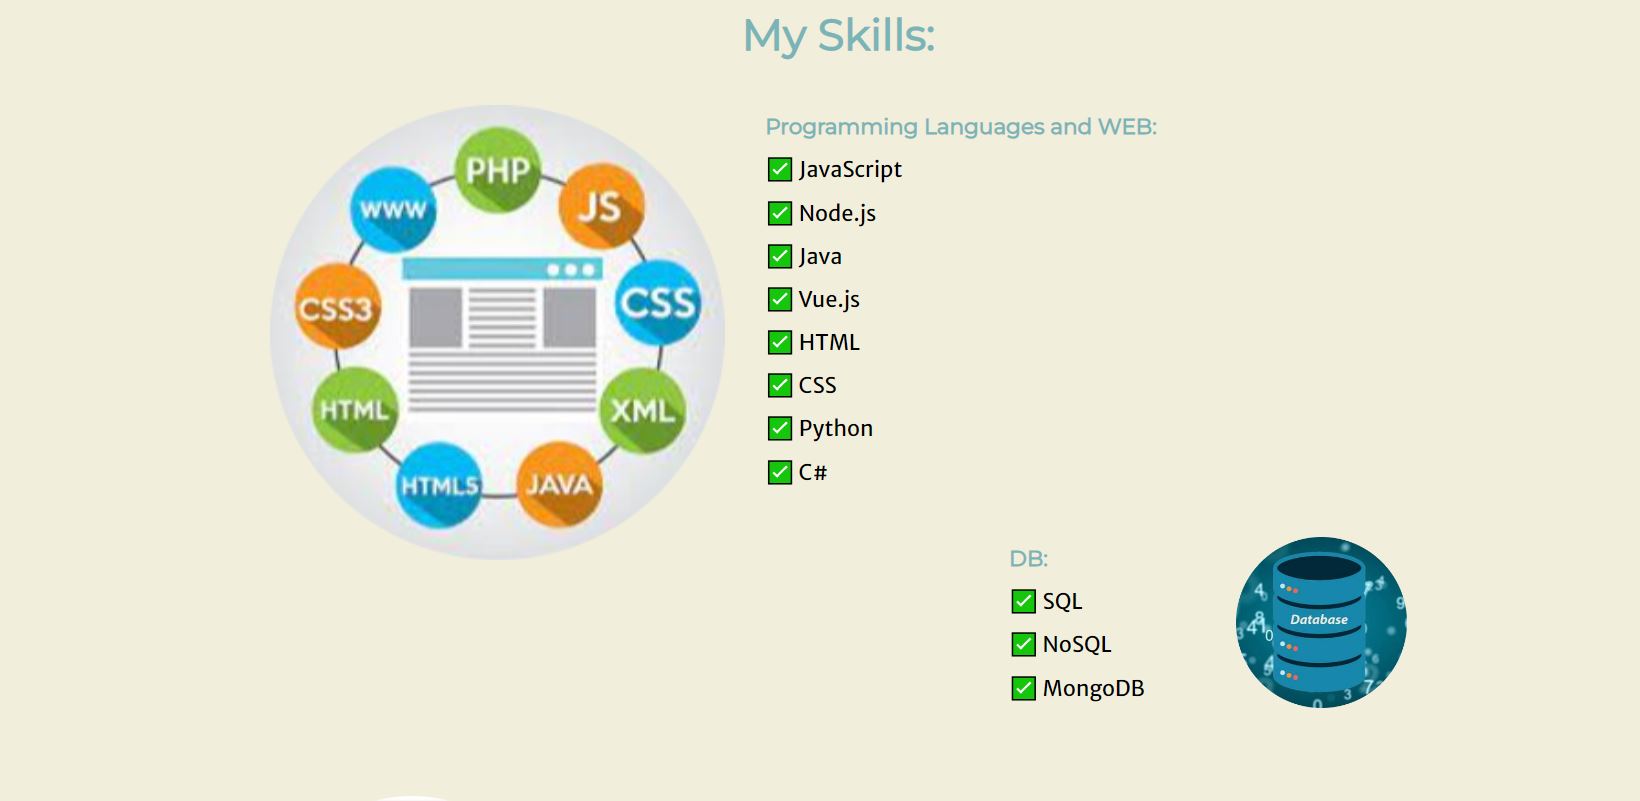 My Skills:
PHP
WWW
JS
CSS3
CSS
HTML
XML
HTML5
JAVA
Programming Languages and WEB:
✅ JavaScript
✅ Node.js
✅ Java
✅ Vue.js
✅ HTML
✅ CSS
✅ Python
✅ C#
DB:
✅ SQL
✅ NoSQL
✅ MongoDB
Database